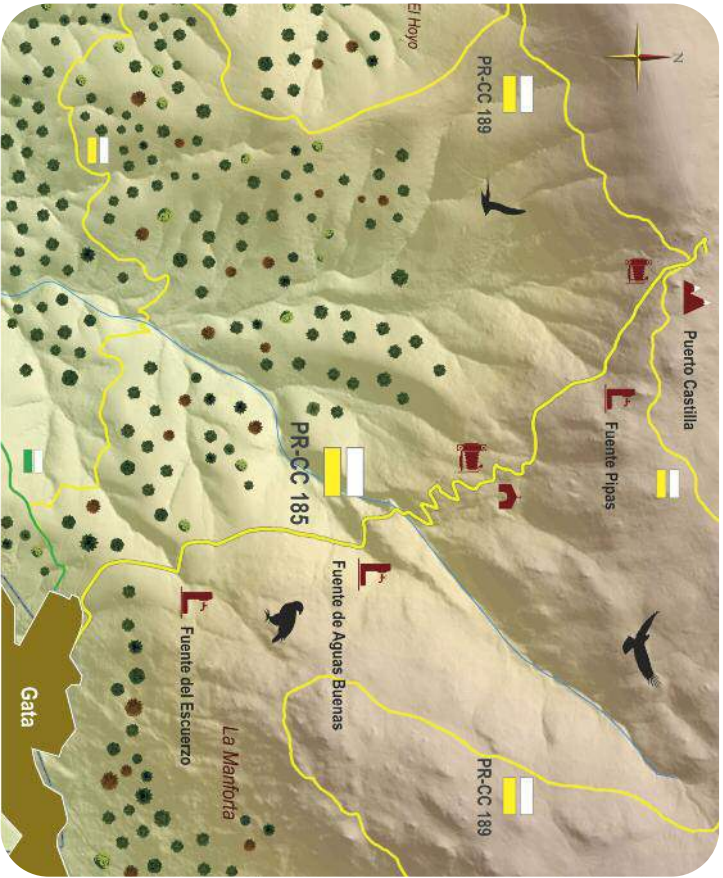 Puerto Castilla
N
Fuente Pipas
PR-CC 189
PR-CC 189
El Hoyo
Fuente de Aguas Buenas
PR-CC 185
La Manforta
Fuente del Escuerzo
Gata